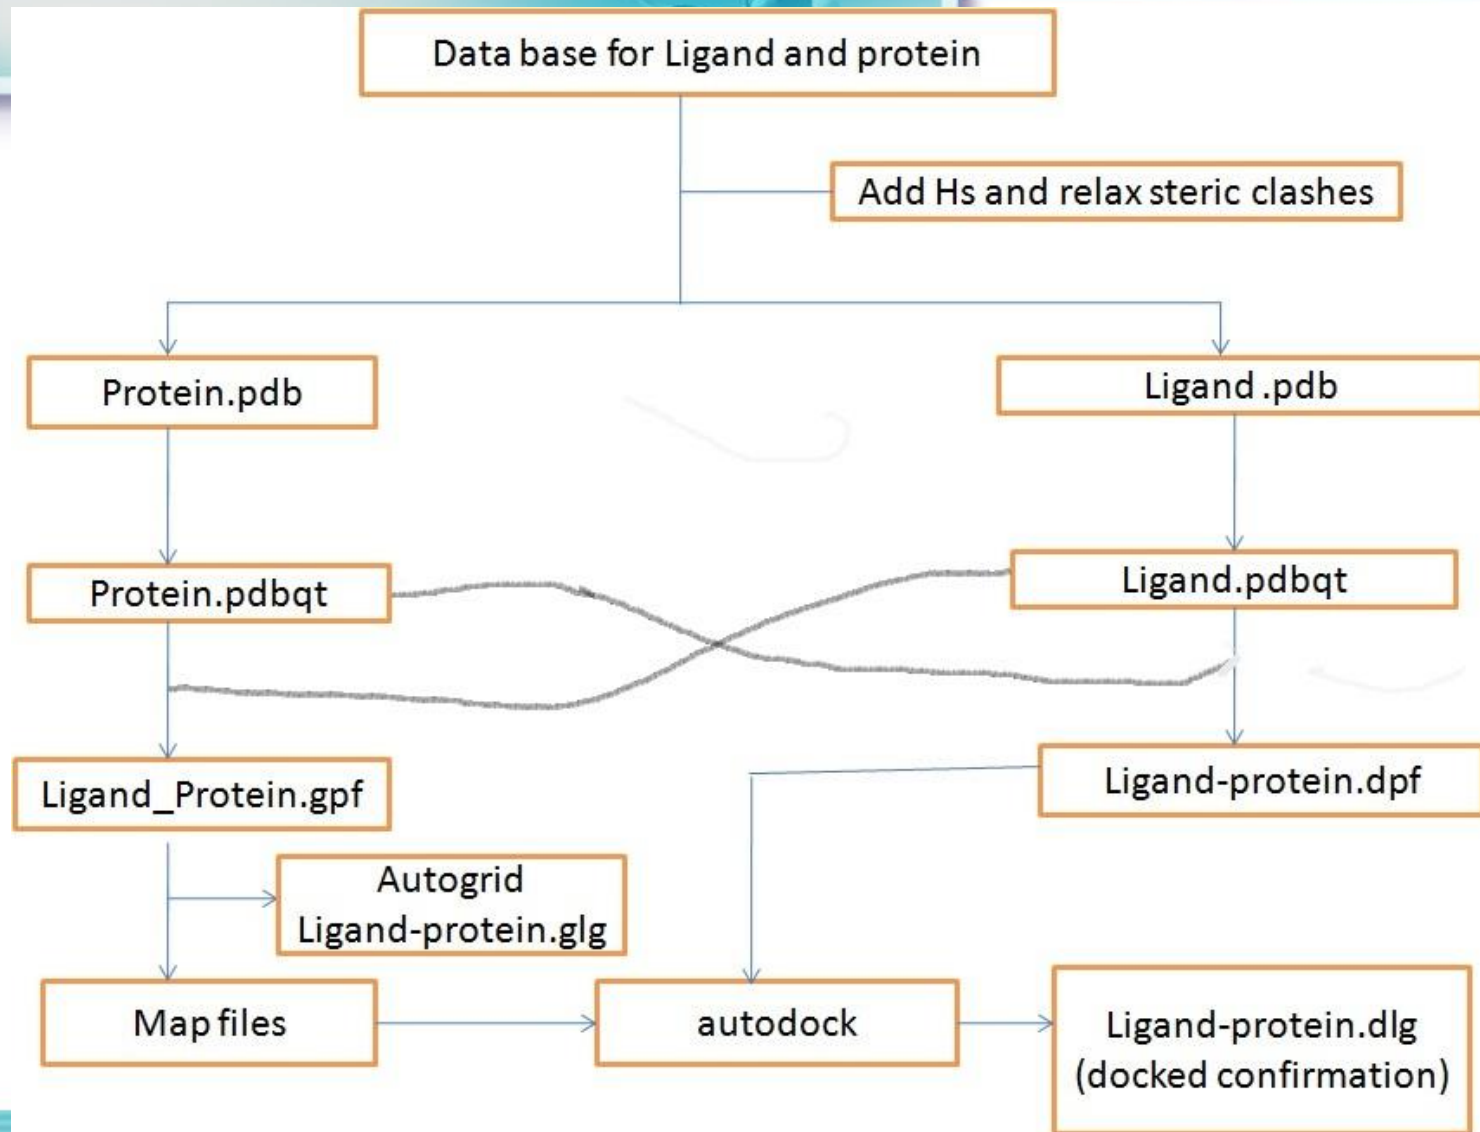 Data base for Ligand and protein
Add Hs and relax steric clashes
Protein.pdb
Ligand .pdb
Protein.pdbqt
Ligand.pdbqt
Ligand_Protein.gpf
Ligand-protein.dpf
Autogrid
Ligand-protein.glg
Map files
autodock
Ligand-protein.dlg
(docked confirmation)